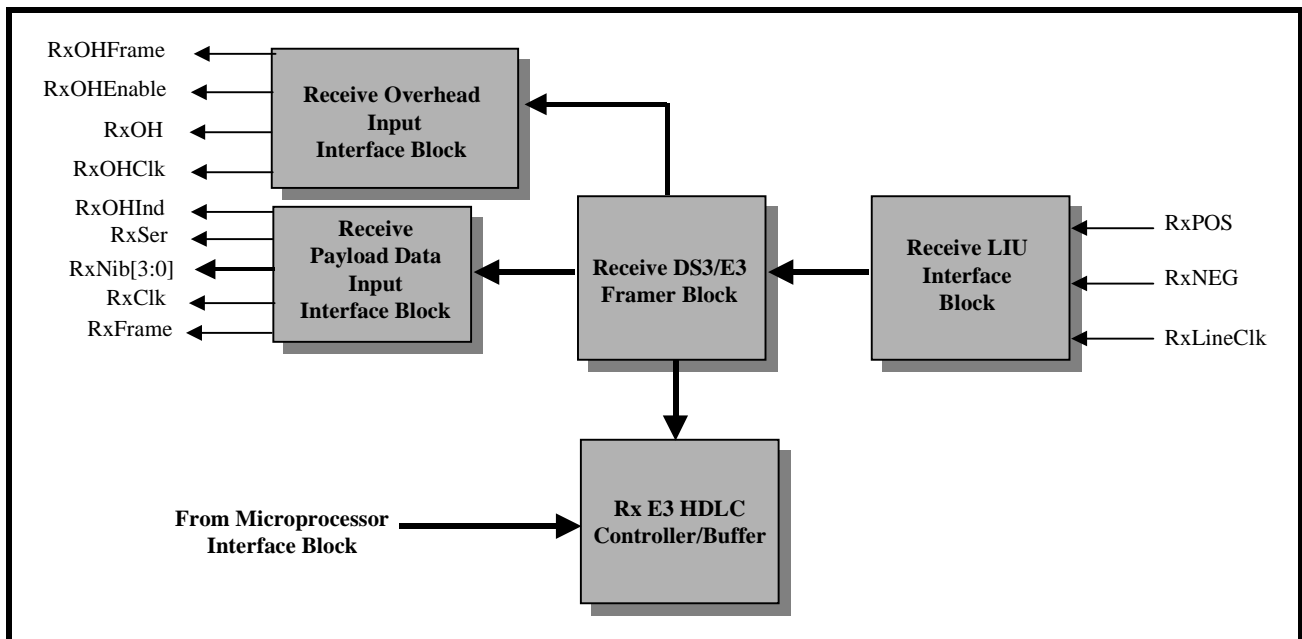 RxOHFrame
RxOHEnable
RxOH
RxOHClk
Receive Overhead
Input
Interface Block
RxOHInd
RxSer
RxNib[3:0]
RxClk
RxFrame
Receive
Payload Data
Input
Interface Block
Receive DS3/E3
Framer Block
Receive LIU
Interface
Block
RxPOS
RxNEG
RxLineClk
From Microprocessor
Interface Block
Rx E3 HDLC
Controller/Buffer